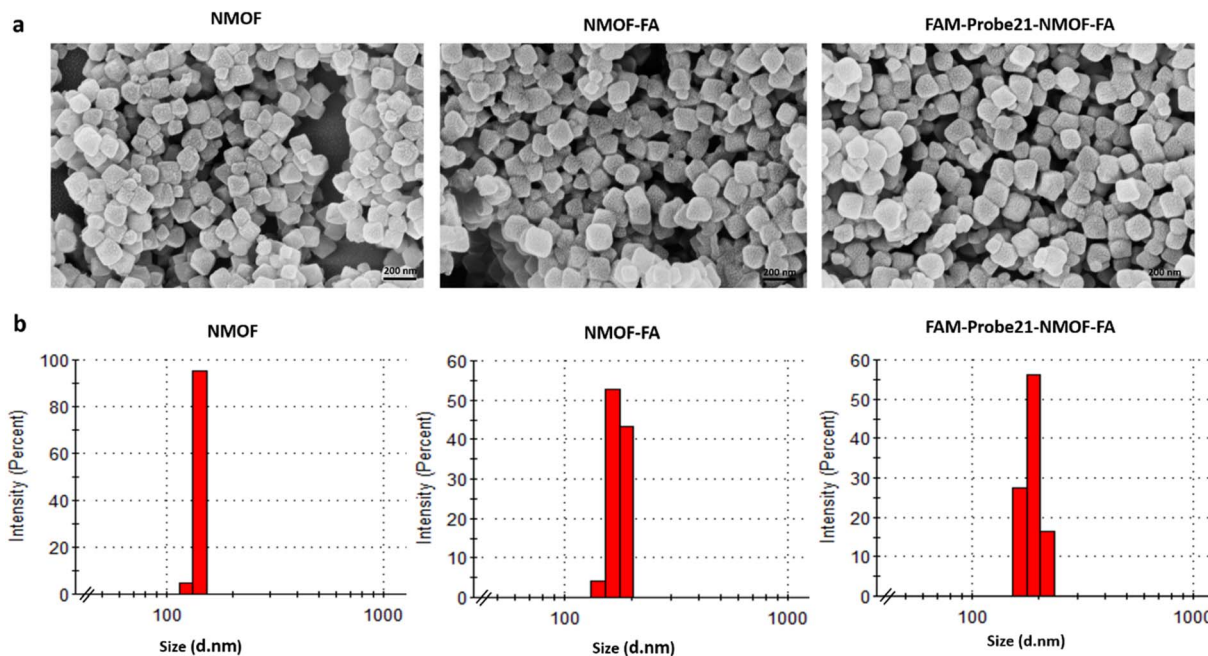 a
NMOF
NMOF-FA
FAM-Probe21-NMOF-FA
200 nm
200 nm
200 nm
b
NMOF
NMOF-FA
FAM-Probe21-NMOF-FA
Intensity (Percent)
100
80
60
40
20
0
100
1000
Size (d.nm)
Intensity (Percent)
60
50
40
30
20
10
0
100
1000
Size (d.nm)
Intensity (Percent)
60
50
40
30
20
10
0
100
1000
Size (d.nm)